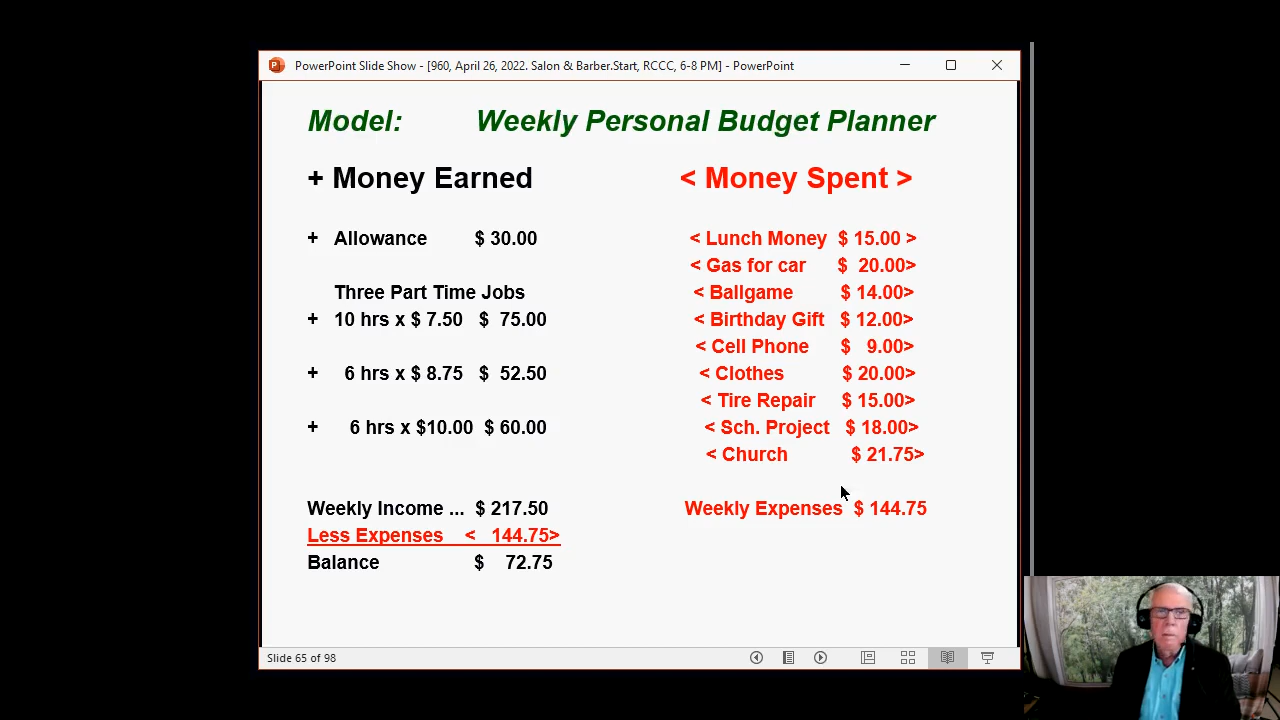 PowerPoint Slide Show - [960, April 26, 2022. Salon & Barber.Start, RCCC, 6-8 PM] - PowerPoint
Model: Weekly Personal Budget Planner
+ Money Earned
+ Allowance $ 30.00
Three Part Time Jobs
+ 10 hrs x $ 7.50 $ 75.00
+ 6 hrs x $ 8.75 $ 52.50
+ 6 hrs x $10.00 $ 60.00
Weekly Income ... $ 217.50
Less Expenses < 144.75>
Balance $ 72.75
< Money Spent >
< Lunch Money $ 15.00 >
< Gas for car $ 20.00>
< Ballgame $ 14.00>
< Birthday Gift $ 12.00>
< Cell Phone $ 9.00>
< Clothes $ 20.00>
< Tire Repair $ 15.00>
< Sch. Project $ 18.00>
< Church $ 21.75>
Weekly Expenses $ 144.75
Slide 65 of 98